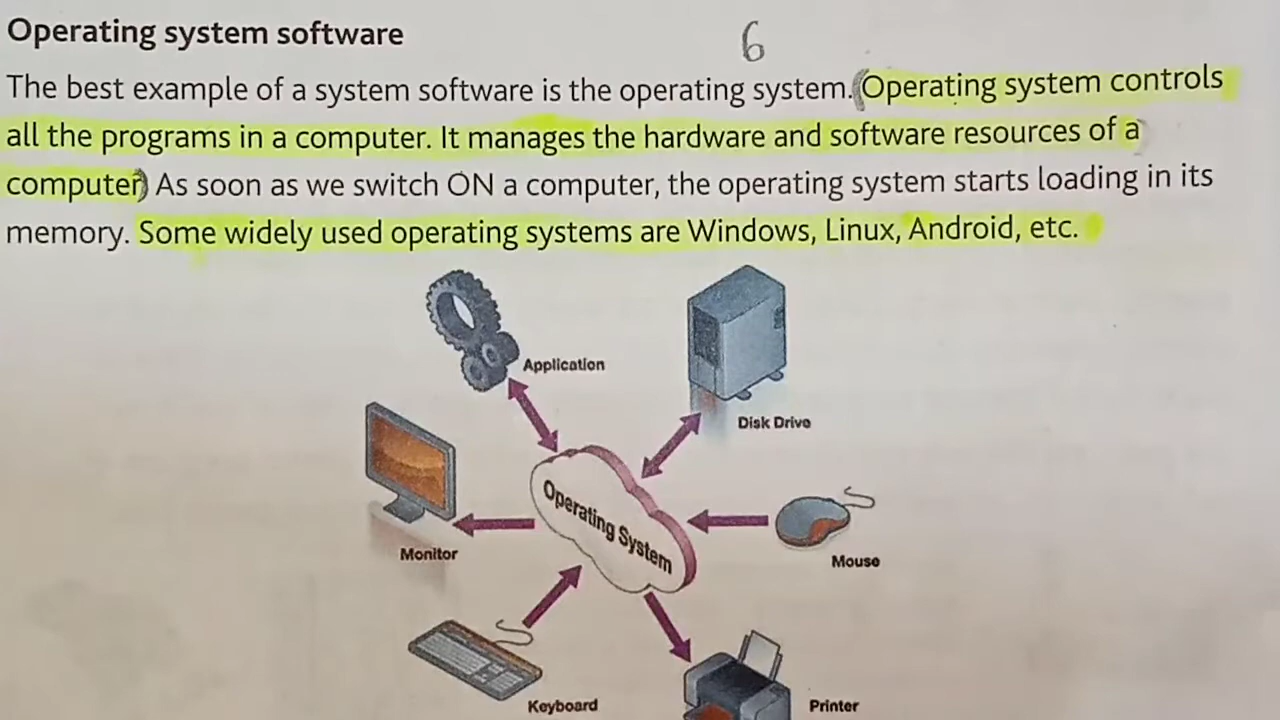 Operating system software
6
The best example of a system software is the operating system. (Operating system controls
all the programs in a computer. It manages the hardware and software resources of a
computer) As soon as we switch ON a computer, the operating system starts loading in its
memory. Some widely used operating systems are Windows, Linux, Android, etc.
Application
Disk Drive
Operating System
Monitor
Mouse
Keyboard
Printer